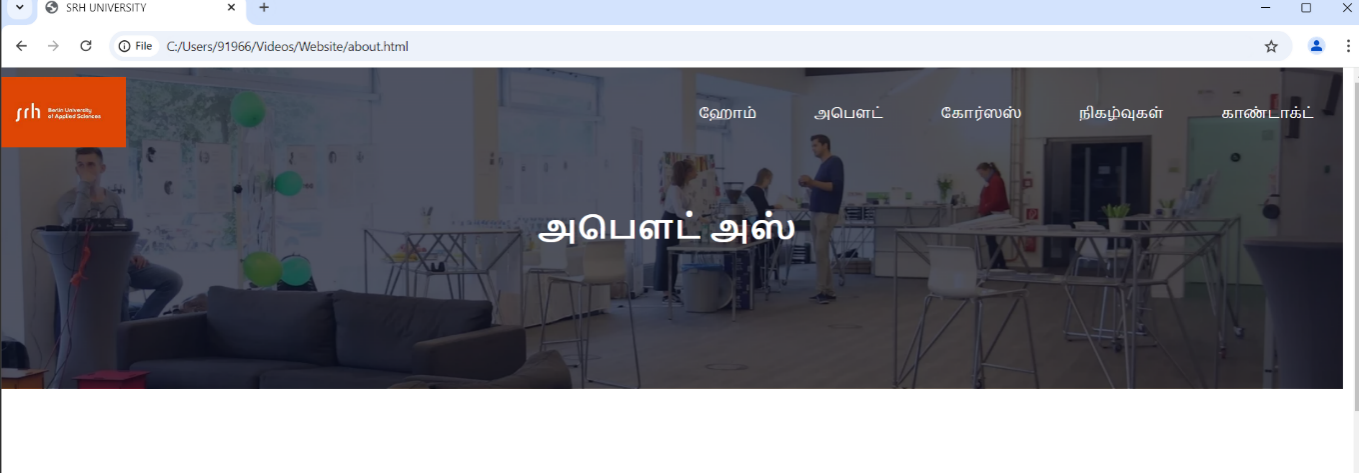 SRH UNIVERSITY
File C:/Users/91966/Videos/Website/about.html
srh Berlin University
of Applied Sciences
ஹோம் அபௌட் கோர்ஸஸ் நிகழ்வுகள் காண்டாக்ட்
அபௌட் அஸ்